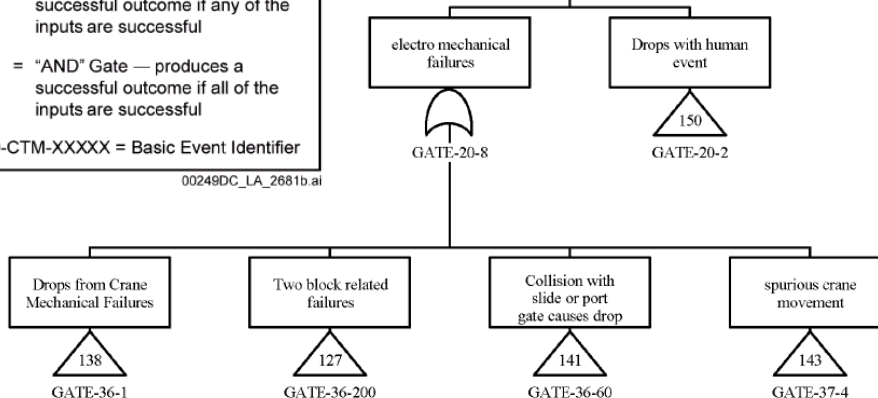 successful outcome if any of the
inputs are successful
= “AND” Gate — produces a
successful outcome if all of the
inputs are successful
-CTM-XXXXX = Basic Event Identifier
00249DC_LA_2681b.ai
electro mechanical
failures
GATE-20-8
Drops with human
event
150
GATE-20-2
Drops from Crane
Mechanical Failures
138
GATE-36-1
Two block related
failures
127
GATE-36-200
Collision with
slide or port
gate causes drop
141
GATE-36-60
spurious crane
movement
143
GATE-37-4